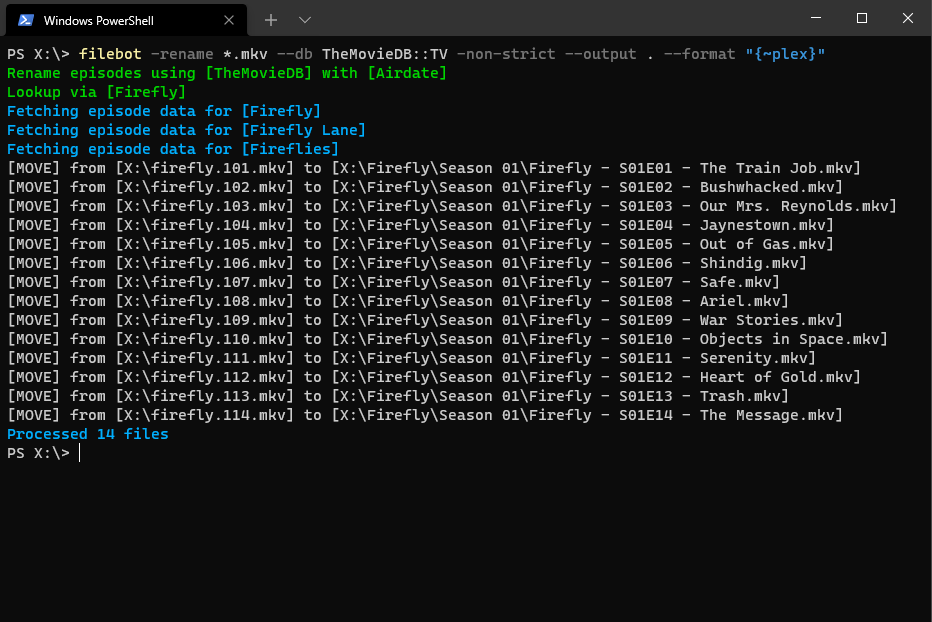 Windows PowerShell
PS X:\> filebot -rename *.mkv --db TheMovieDB::TV -non-strict --output . --format "{~plex}"
Rename episodes using [TheMovieDB] with [Airdate]
Lookup via [Firefly]
Fetching episode data for [Firefly]
Fetching episode data for [Firefly Lane]
Fetching episode data for [Fireflies]
[MOVE] from [X:\firefly.101.mkv] to [X:\Firefly\Season 01\Firefly - S01E01 - The Train Job.mkv]
[MOVE] from [X:\firefly.102.mkv] to [X:\Firefly\Season 01\Firefly - S01E02 - Bushwhacked.mkv]
[MOVE] from [X:\firefly.103.mkv] to [X:\Firefly\Season 01\Firefly - S01E03 - Our Mrs. Reynolds.mkv]
[MOVE] from [X:\firefly.104.mkv] to [X:\Firefly\Season 01\Firefly - S01E04 - Jaynestown.mkv]
[MOVE] from [X:\firefly.105.mkv] to [X:\Firefly\Season 01\Firefly - S01E05 - Out of Gas.mkv]
[MOVE] from [X:\firefly.106.mkv] to [X:\Firefly\Season 01\Firefly - S01E06 - Shindig.mkv]
[MOVE] from [X:\firefly.107.mkv] to [X:\Firefly\Season 01\Firefly - S01E07 - Safe.mkv]
[MOVE] from [X:\firefly.108.mkv] to [X:\Firefly\Season 01\Firefly - S01E08 - Ariel.mkv]
[MOVE] from [X:\firefly.109.mkv] to [X:\Firefly\Season 01\Firefly - S01E09 - War Stories.mkv]
[MOVE] from [X:\firefly.110.mkv] to [X:\Firefly\Season 01\Firefly - S01E10 - Objects in Space.mkv]
[MOVE] from [X:\firefly.111.mkv] to [X:\Firefly\Season 01\Firefly - S01E11 - Serenity.mkv]
[MOVE] from [X:\firefly.112.mkv] to [X:\Firefly\Season 01\Firefly - S01E12 - Heart of Gold.mkv]
[MOVE] from [X:\firefly.113.mkv] to [X:\Firefly\Season 01\Firefly - S01E13 - Trash.mkv]
[MOVE] from [X:\firefly.114.mkv] to [X:\Firefly\Season 01\Firefly - S01E14 - The Message.mkv]
Processed 14 files
PS X:\>